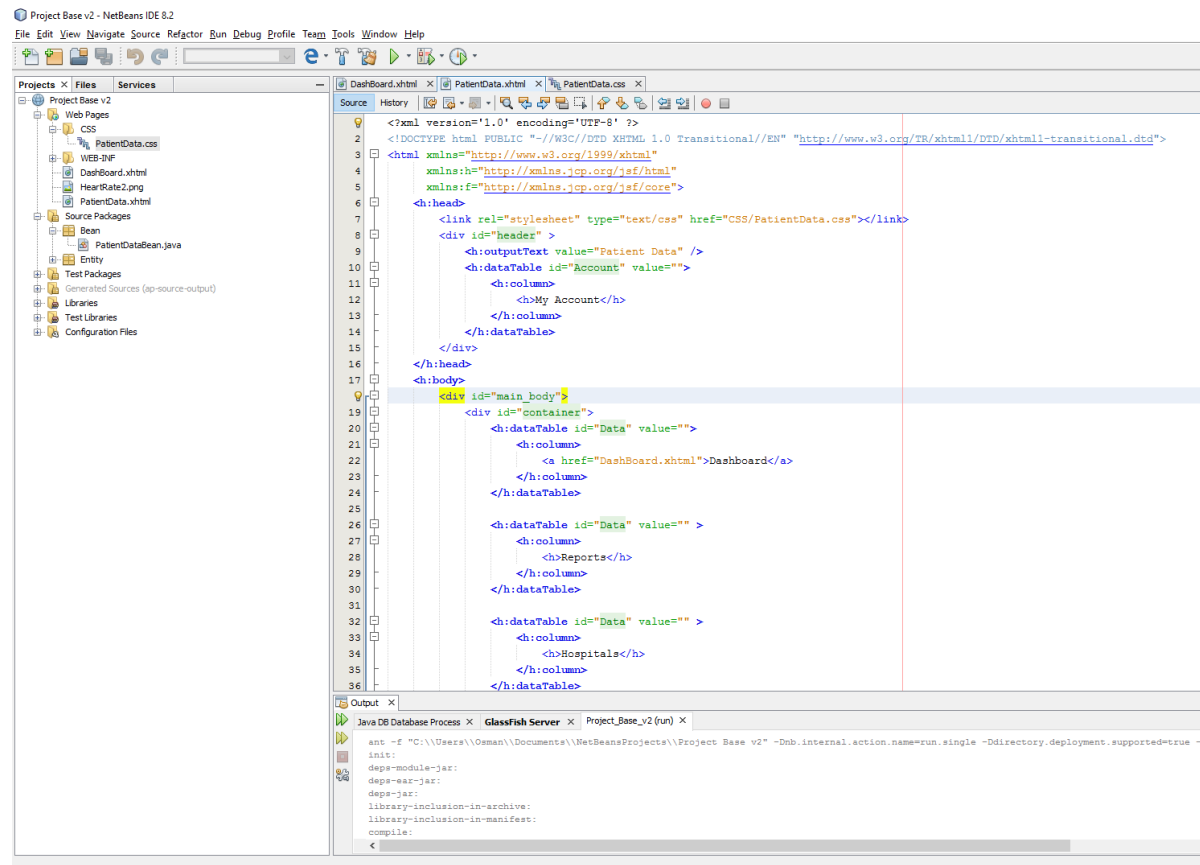 Project Base v2 - NetBeans IDE 8.2
File Edit View Navigate Source Refactor Run Debug Profile Team Tools Window Help
Projects Files Services
Project Base v2
Web Pages
CSS
PatientData.css
WEB-INF
DashBoard.xhtml
HeartRate2.png
PatientData.xhtml
Source Packages
Bean
PatientDataBean.java
Entity
Test Packages
Generated Sources (ap-source-output)
Libraries
Test Libraries
Configuration Files
DashBoard.xhtml PatientData.xhtml PatientData.css
Source History
<?xml version='1.0' encoding='UTF-8' ?>
2 <!DOCTYPE html PUBLIC "-//W3C//DTD XHTML 1.0 Transitional//EN" "http://www.w3.org/TR/xhtml1/DTD/xhtml1-transitional.dtd">
3 <html xmlns="http://www.w3.org/1999/xhtml"
4 xmlns:h="http://xmlns.jcp.org/jsf/html"
5 xmlns:f="http://xmlns.jcp.org/jsf/core">
6 <h:head>
7 <link rel="stylesheet" type="text/css" href="CSS/PatientData.css"></link>
8 <div id="header" >
9 <h:outputText value="Patient Data" />
10 <h:dataTable id="Account" value="">
11 <h:column>
12 <h>My Account</h>
13 </h:column>
14 </h:dataTable>
15 </div>
16 </h:head>
17 <h:body>
<div id="main_body">
19 <div id="container">
20 <h:dataTable id="Data" value="">
21 <h:column>
22 <a href="DashBoard.xhtml">Dashboard</a>
23 </h:column>
24 </h:dataTable>
25
26 <h:dataTable id="Data" value="" >
27 <h:column>
28 <h>Reports</h>
29 </h:column>
30 </h:dataTable>
31
32 <h:dataTable id="Data" value="" >
33 <h:column>
34 <h>Hospitals</h>
35 </h:column>
36 </h:dataTable>
Output
Java DB Database Process GlassFish Server Project_Base_v2 (run)
ant -f "C:\\Users\\Osman\\Documents\\NetBeansProjects\\Project Base v2" -Dnb.internal.action.name=run.single -Ddirectory.deployment.supported=true -
init:
deps-module-jar:
deps-ear-jar:
deps-jar:
library-inclusion-in-archive:
library-inclusion-in-manifest:
compile: